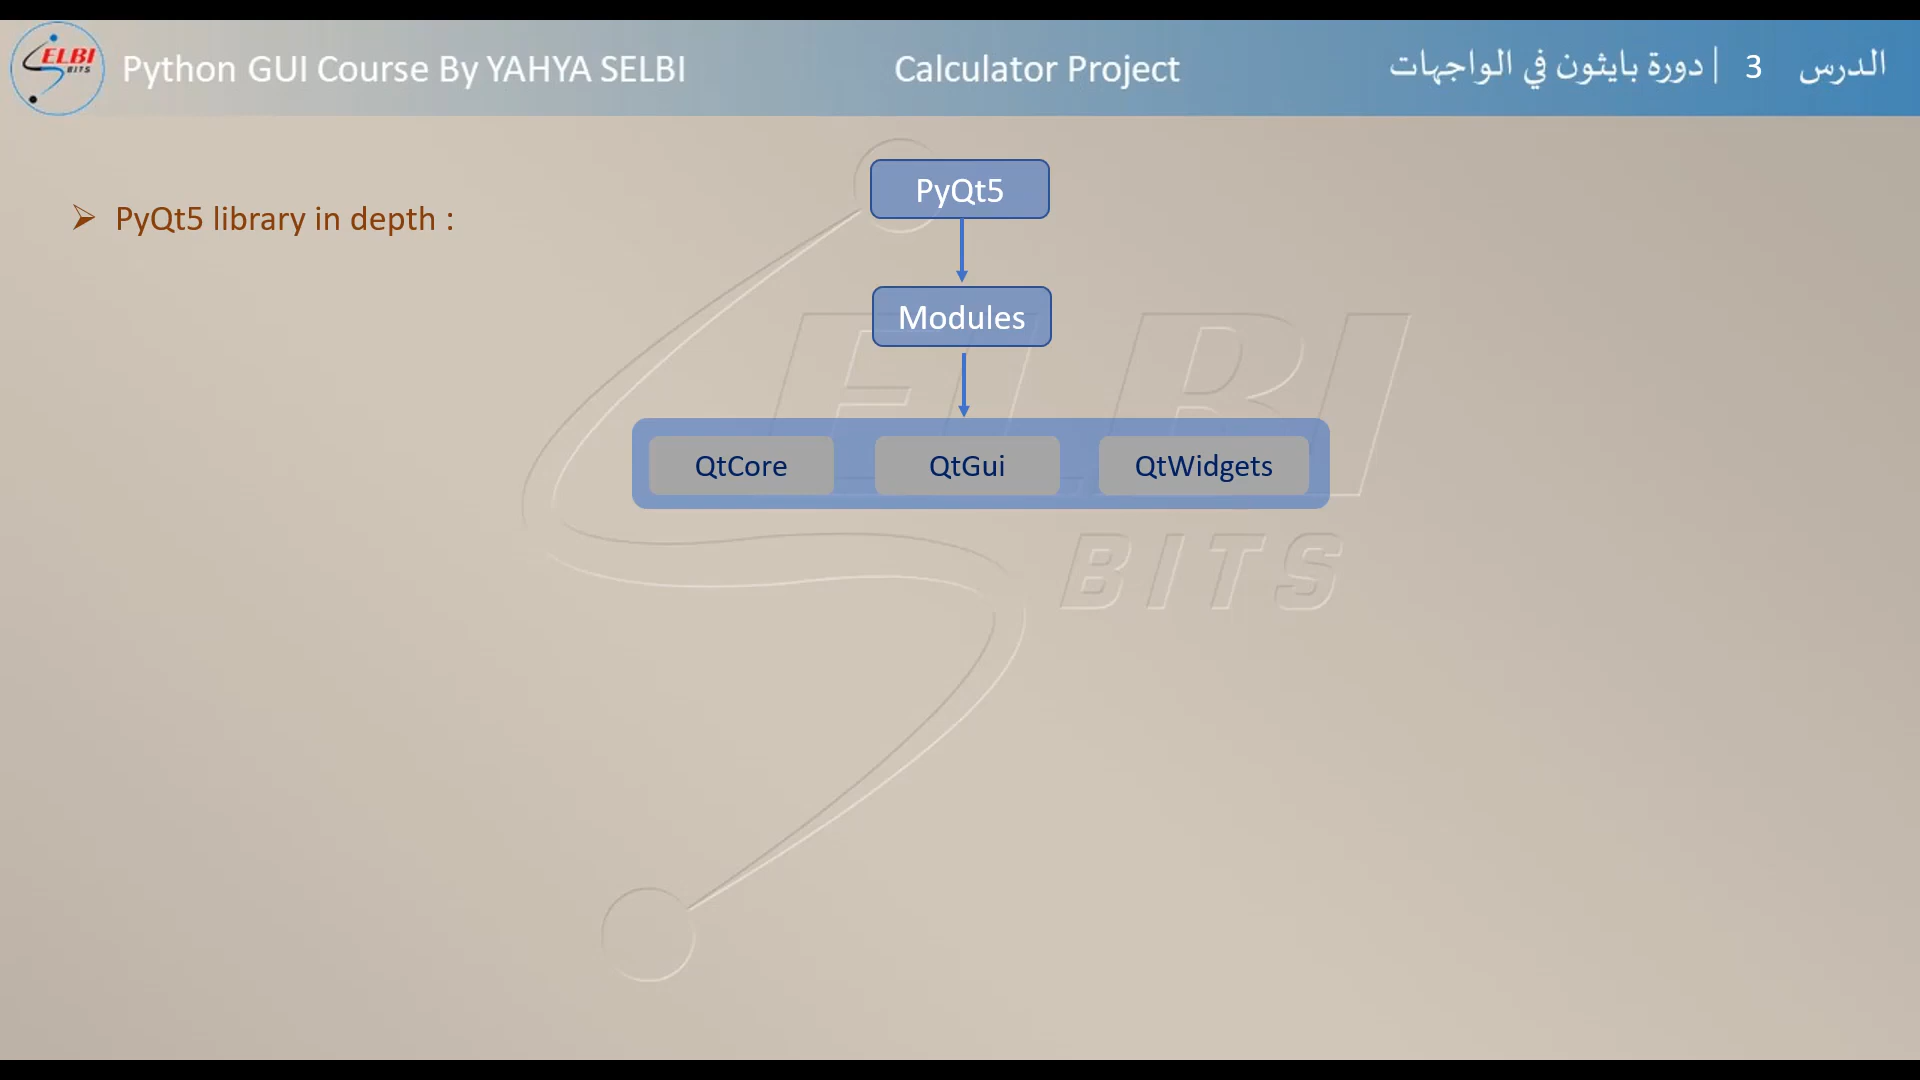 SELBI
BITS
Python GUI Course By YAHYA SELBI
Calculator Project
الدرس 3 | دورة بايثون في الواجهات
PyQt5
➢ PyQt5 library in depth :
Modules
QtCore
QtGui
QtWidgets
ELBI
BITS